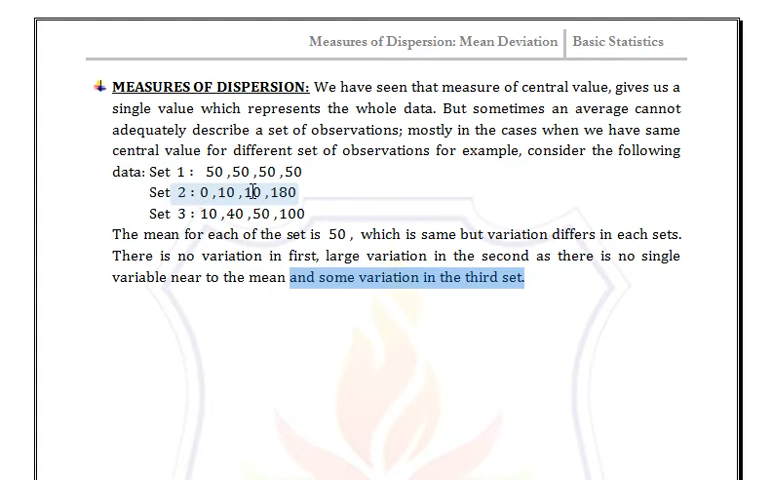 Measures of Dispersion: Mean Deviation Basic Statistics
MEASURES OF DISPERSION: We have seen that measure of central value, gives us a
single value which represents the whole data. But sometimes an average cannot
adequately describe a set of observations; mostly in the cases when we have same
central value for different set of observations for example, consider the following
data: Set 1 : 50 ,50 ,50 ,50
Set 2 : 0 ,10 ,10 ,180
Set 3 : 10 ,40 ,50 ,100
The mean for each of the set is 50 , which is same but variation differs in each sets.
There is no variation in first, large variation in the second as there is no single
variable near to the mean and some variation in the third set.